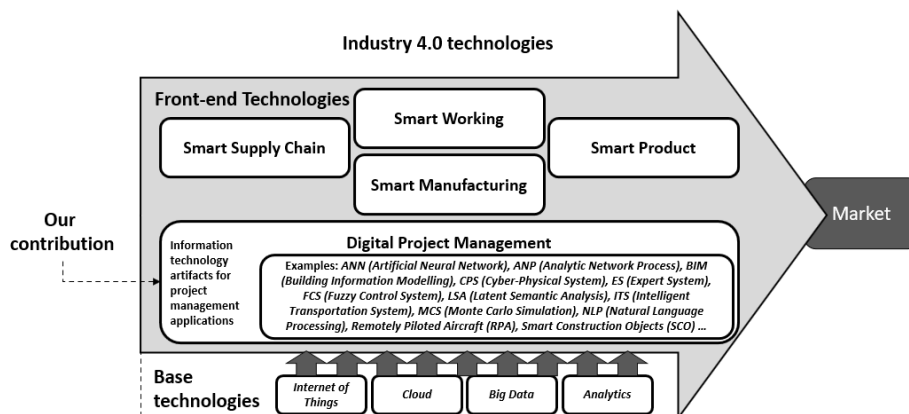 Industry 4.0 technologies
Front-end Technologies
Smart Working
Smart Supply Chain
Smart Product
Smart Manufacturing
Market
Our
contribution
Information
technology
artifacts for
project
management
applications
Digital Project Management
Examples: ANN (Artificial Neural Network), ANP (Analytic Network Process), BIM
(Building Information Modelling), CPS (Cyber-Physical System), ES (Expert System),
FCS (Fuzzy Control System), LSA (Latent Semantic Analysis), ITS (Intelligent
Transportation System), MCS (Monte Carlo Simulation), NLP (Natural Language
Processing), Remotely Piloted Aircraft (RPA), Smart Construction Objects (SCO) ...
Base
technologies
Internet of
Things
Cloud
Big Data
Analytics